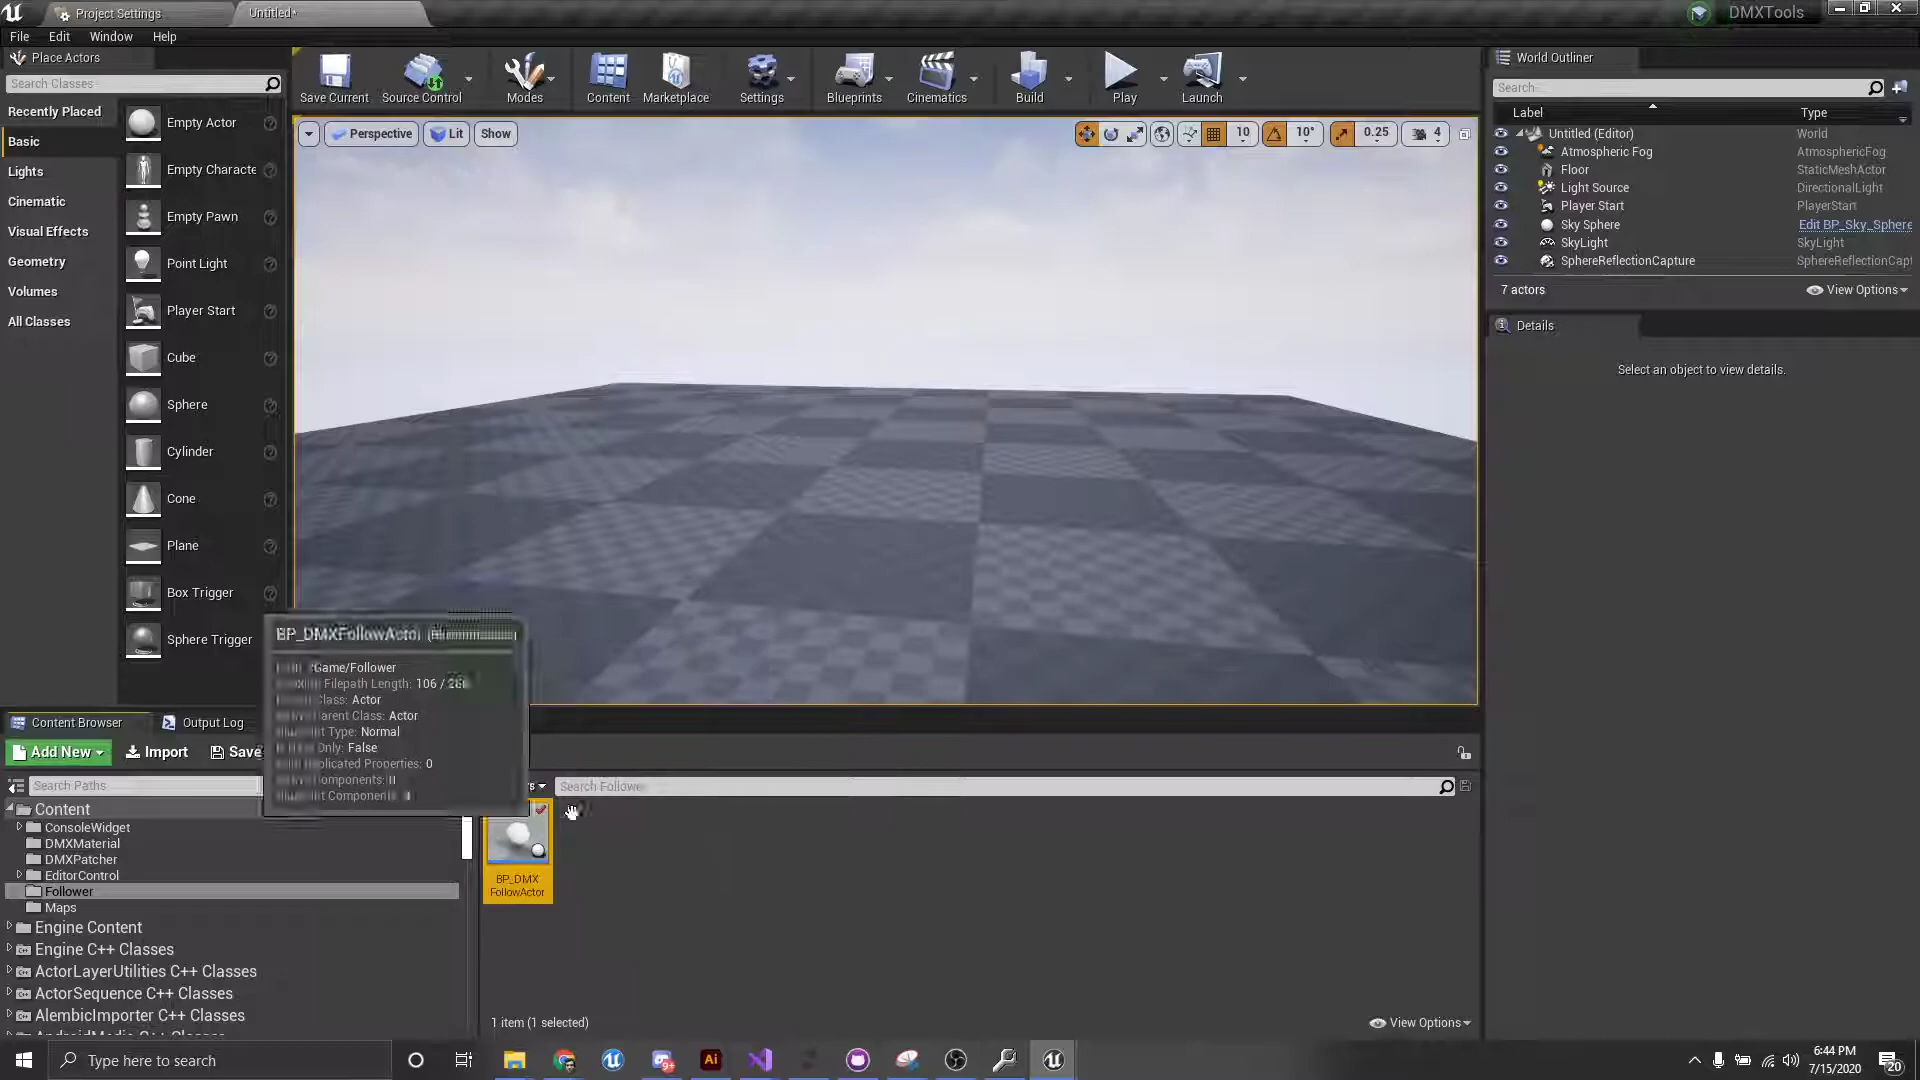 Project Settings
Untitled*
DMXTools
File Edit Window Help
Place Actors
Search Classes
Recently Placed
Basic
Lights
Cinematic
Visual Effects
Geometry
Volumes
All Classes
Empty Actor
Empty Characte
Empty Pawn
Point Light
Player Start
Cube
Sphere
Cylinder
Cone
Plane
Box Trigger
Sphere Trigger
Save Current
Source Control
Modes
Content
Marketplace
Settings
Blueprints
Cinematics
Build
Play
Launch
Perspective
Lit
Show
10
10°
0.25
4
World Outliner
Search...
Label Type
Untitled (Editor) World
Atmospheric Fog AtmosphericFog
Floor StaticMeshActor
Light Source DirectionalLight
Player Start PlayerStart
Sky Sphere Edit BP_Sky_Sphere
SkyLight SkyLight
SphereReflectionCapture SphereReflectionCapt
7 actors
View Options
Details
Select an object to view details.
BP_DMXFollowActor
Game/Follower
Filepath Length: 106 /
Class: Actor
Parent Class: Actor
Type: Normal
Only: False
Replicated Properties: 0
Components:
Components
Content Browser
Output Log
Add New
Import
Save
Search Paths
Content
ConsoleWidget
DMXMaterial
DMXPatcher
EditorControl
Follower
Maps
Engine Content
Engine C++ Classes
ActorLayerUtilities C++ Classes
ActorSequence C++ Classes
AlembicImporter C++ Classes
Search Follower
BP_DMX
FollowActor
1 item (1 selected)
View Options
Type here to search
Ai
9+
6:44 PM
7/15/2020
20